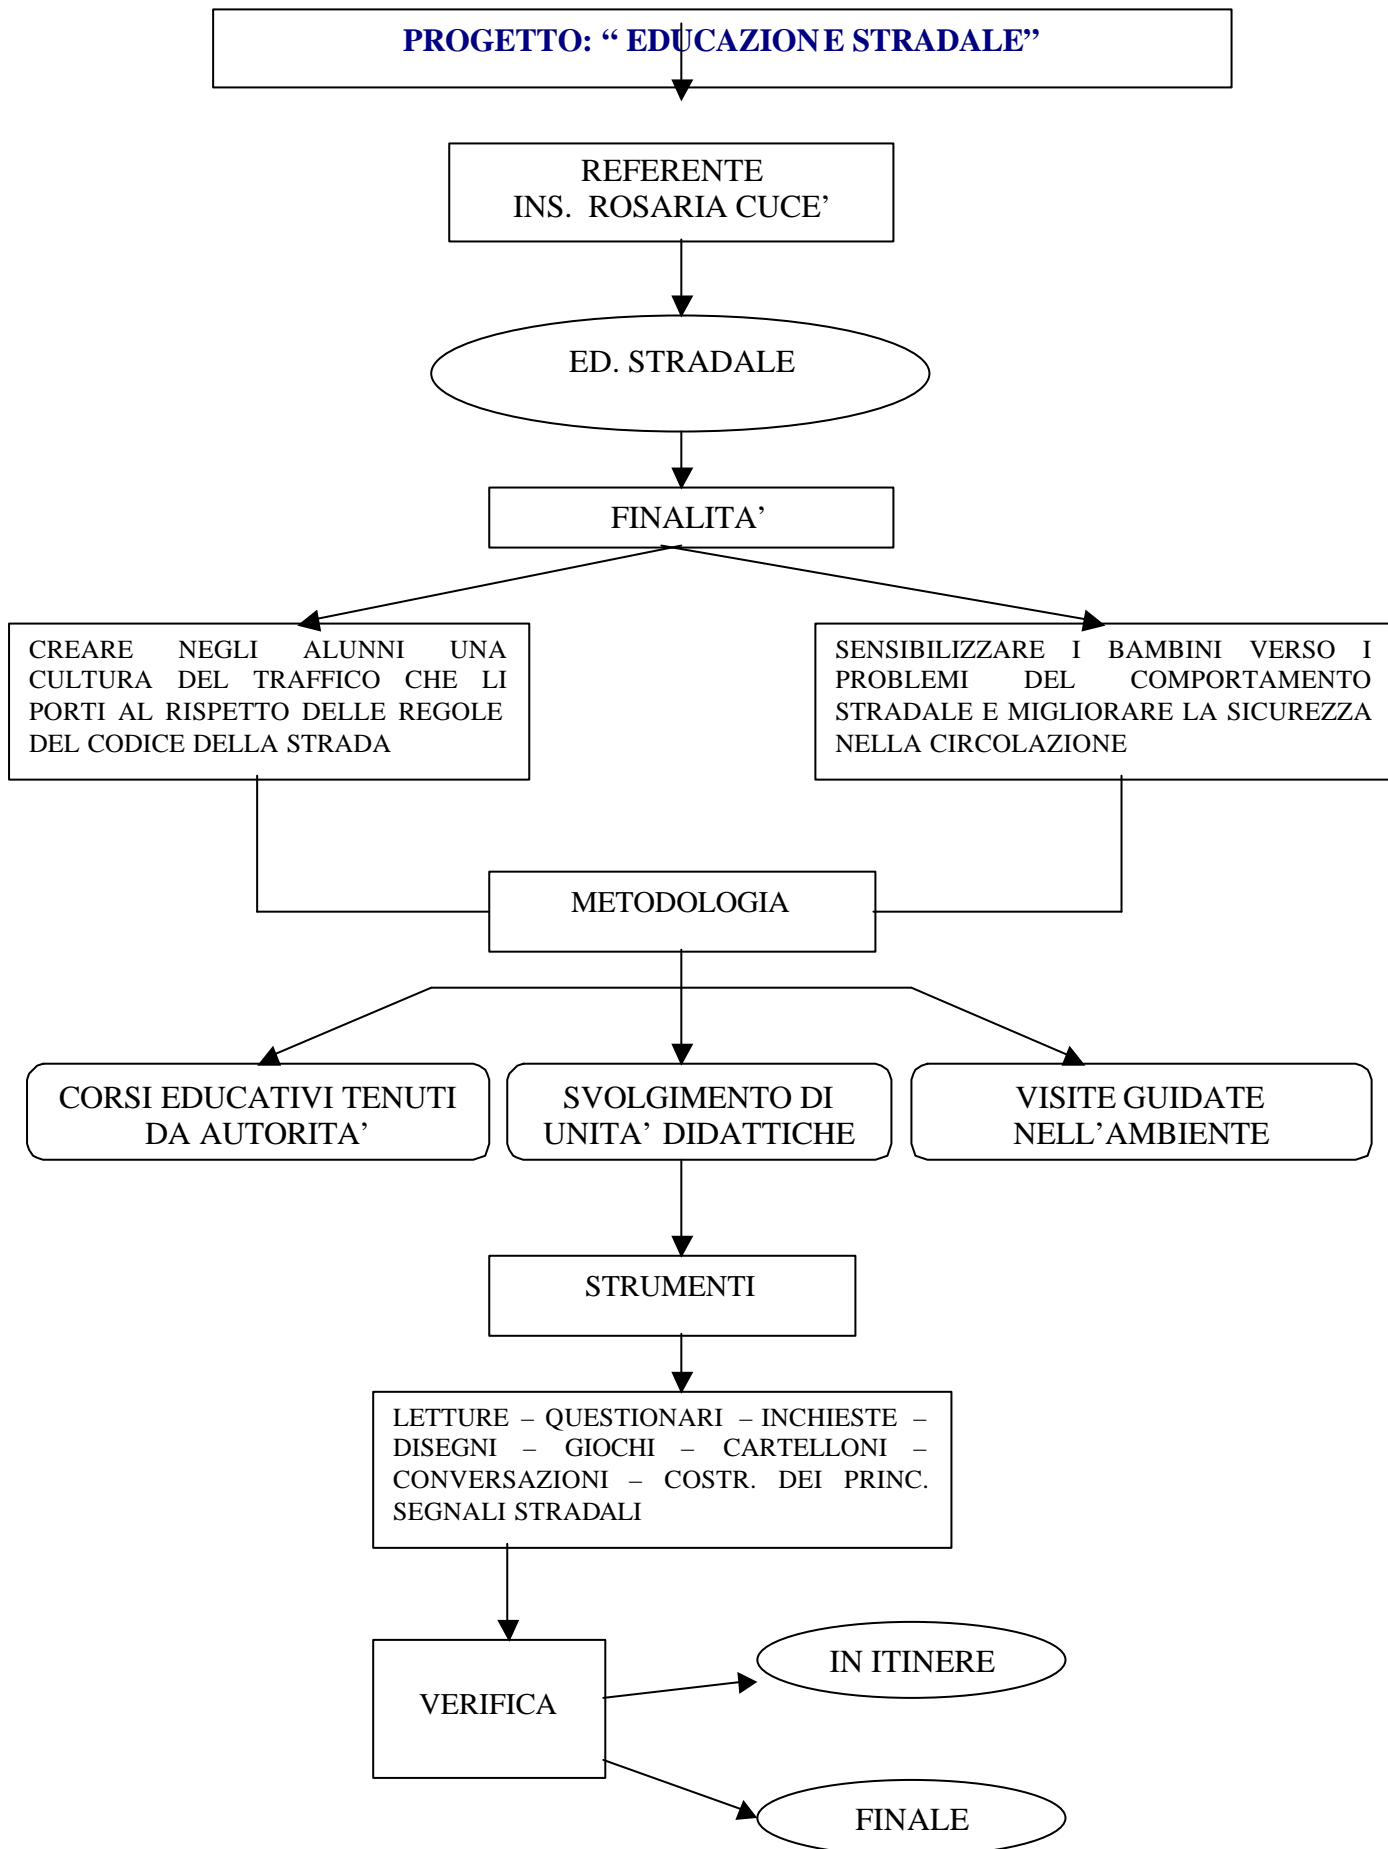 PROGETTO: “ EDUCAZIONE STRADALE”
REFERENTE
INS. ROSARIA CUCE’
ED. STRADALE
FINALITA’
CREARE NEGLI ALUNNI UNA
CULTURA DEL TRAFFICO CHE LI
PORTI AL RISPETTO DELLE REGOLE
DEL CODICE DELLA STRADA
SENSIBILIZZARE I BAMBINI VERSO I
PROBLEMI DEL COMPORTAMENTO
STRADALE E MIGLIORARE LA SICUREZZA
NELLA CIRCOLAZIONE
METODOLOGIA
CORSI EDUCATIVI TENUTI
DA AUTORITA’
SVOLGIMENTO DI
UNITA’ DIDATTICHE
VISITE GUIDATE
NELL’AMBIENTE
STRUMENTI
LETTURE – QUESTIONARI – INCHIESTE –
DISEGNI – GIOCHI – CARTELLONI –
CONVERSAZIONI – COSTR. DEI PRINC.
SEGNALI STRADALI
VERIFICA
IN ITINERE
FINALE